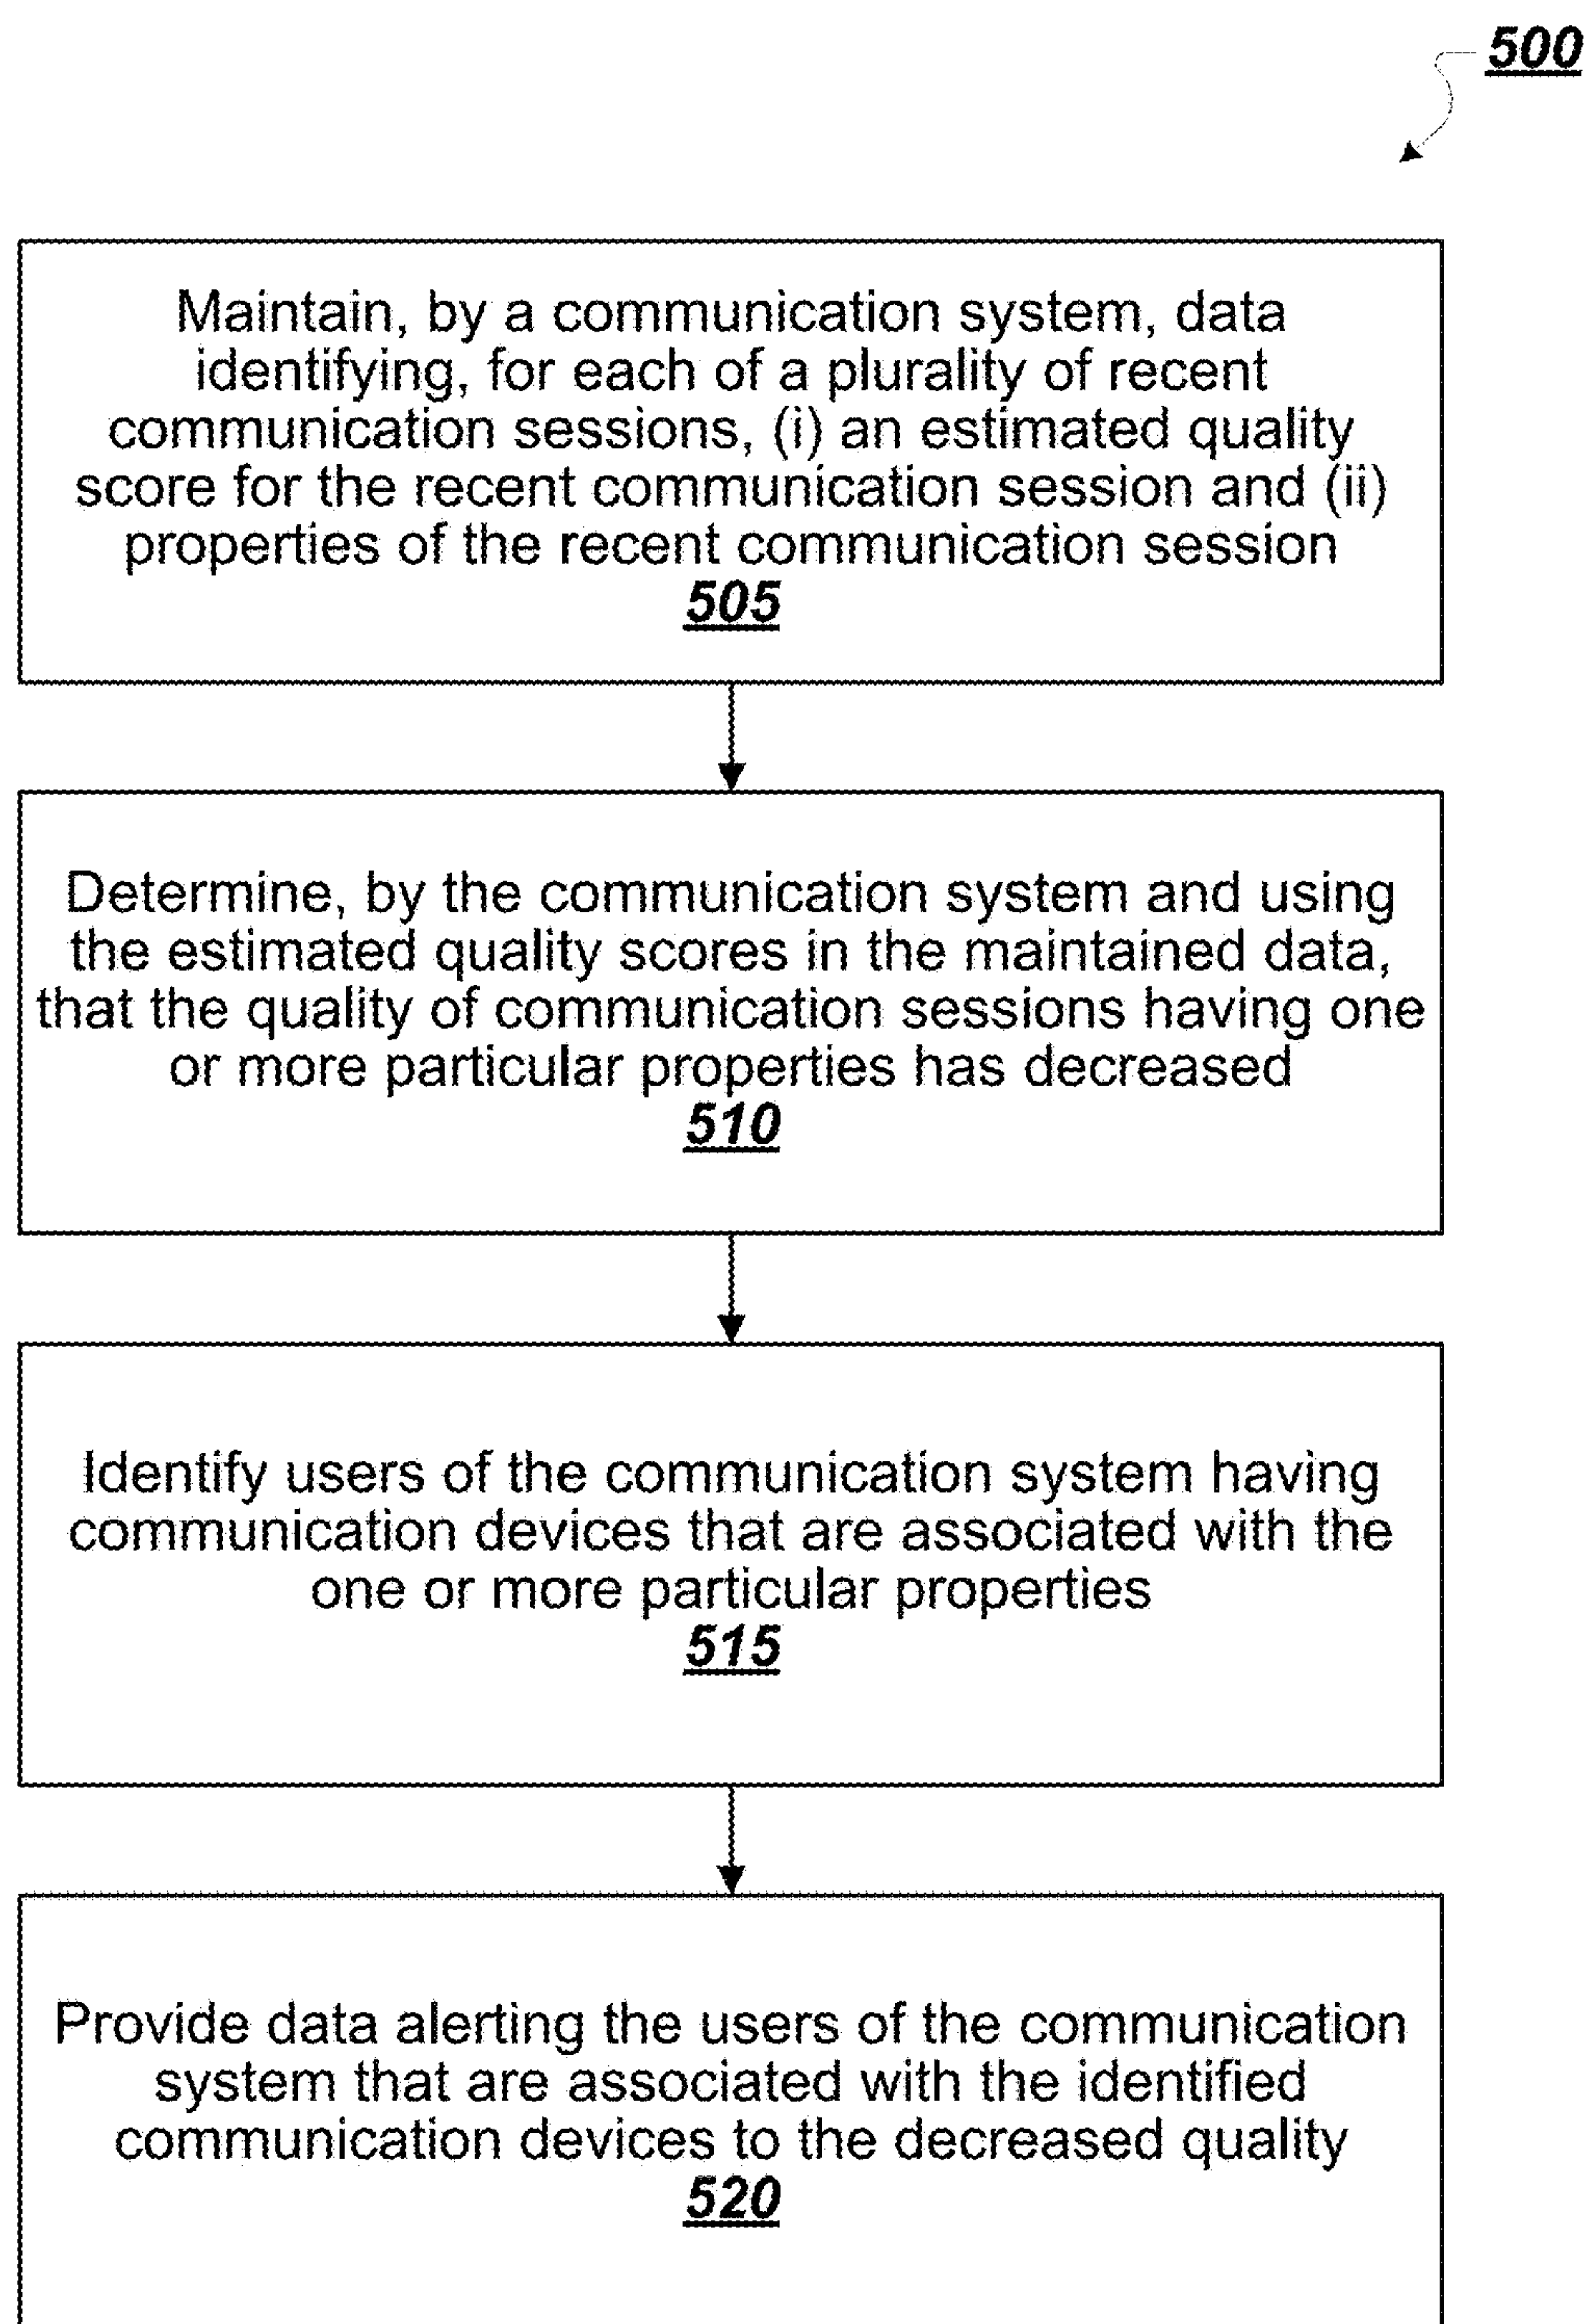 500
Maintain, by a communication system, data
identifying, for each of a plurality of recent
communication sessions, (i) an estimated quality
score for the recent communication session and (ii)
properties of the recent communication session
505
Determine, by the communication system and using
the estimated quality scores in the maintained data,
that the quality of communication sessions having one
or more particular properties has decreased
510
Identify users of the communication system having
communication devices that are associated with the
one or more particular properties
515
Provide data alerting the users of the communication
system that are associated with the identified
communication devices to the decreased quality
520